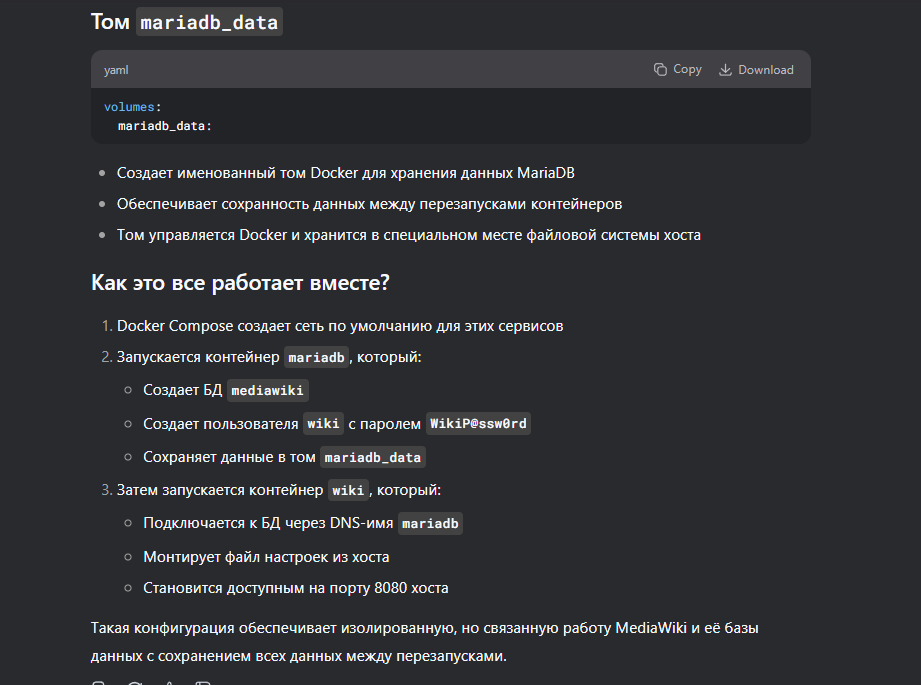 Том mariadb_data
yaml
Copy Download
volumes:
mariadb_data:
Создает именованный том Docker для хранения данных MariaDB
Обеспечивает сохранность данных между перезапусками контейнеров
Том управляется Docker и хранится в специальном месте файловой системы хоста
Как это все работает вместе?
1. Docker Compose создает сеть по умолчанию для этих сервисов
2. Запускается контейнер mariadb, который:
Создает БД mediawiki
Создает пользователя wiki с паролем WikiP@ssw0rd
Сохраняет данные в том mariadb_data
3. Затем запускается контейнер wiki, который:
Подключается к БД через DNS-имя mariadb
Монтирует файл настроек из хоста
Становится доступным на порту 8080 хоста
Такая конфигурация обеспечивает изолированную, но связанную работу MediaWiki и её базы
данных с сохранением всех данных между перезапусками.